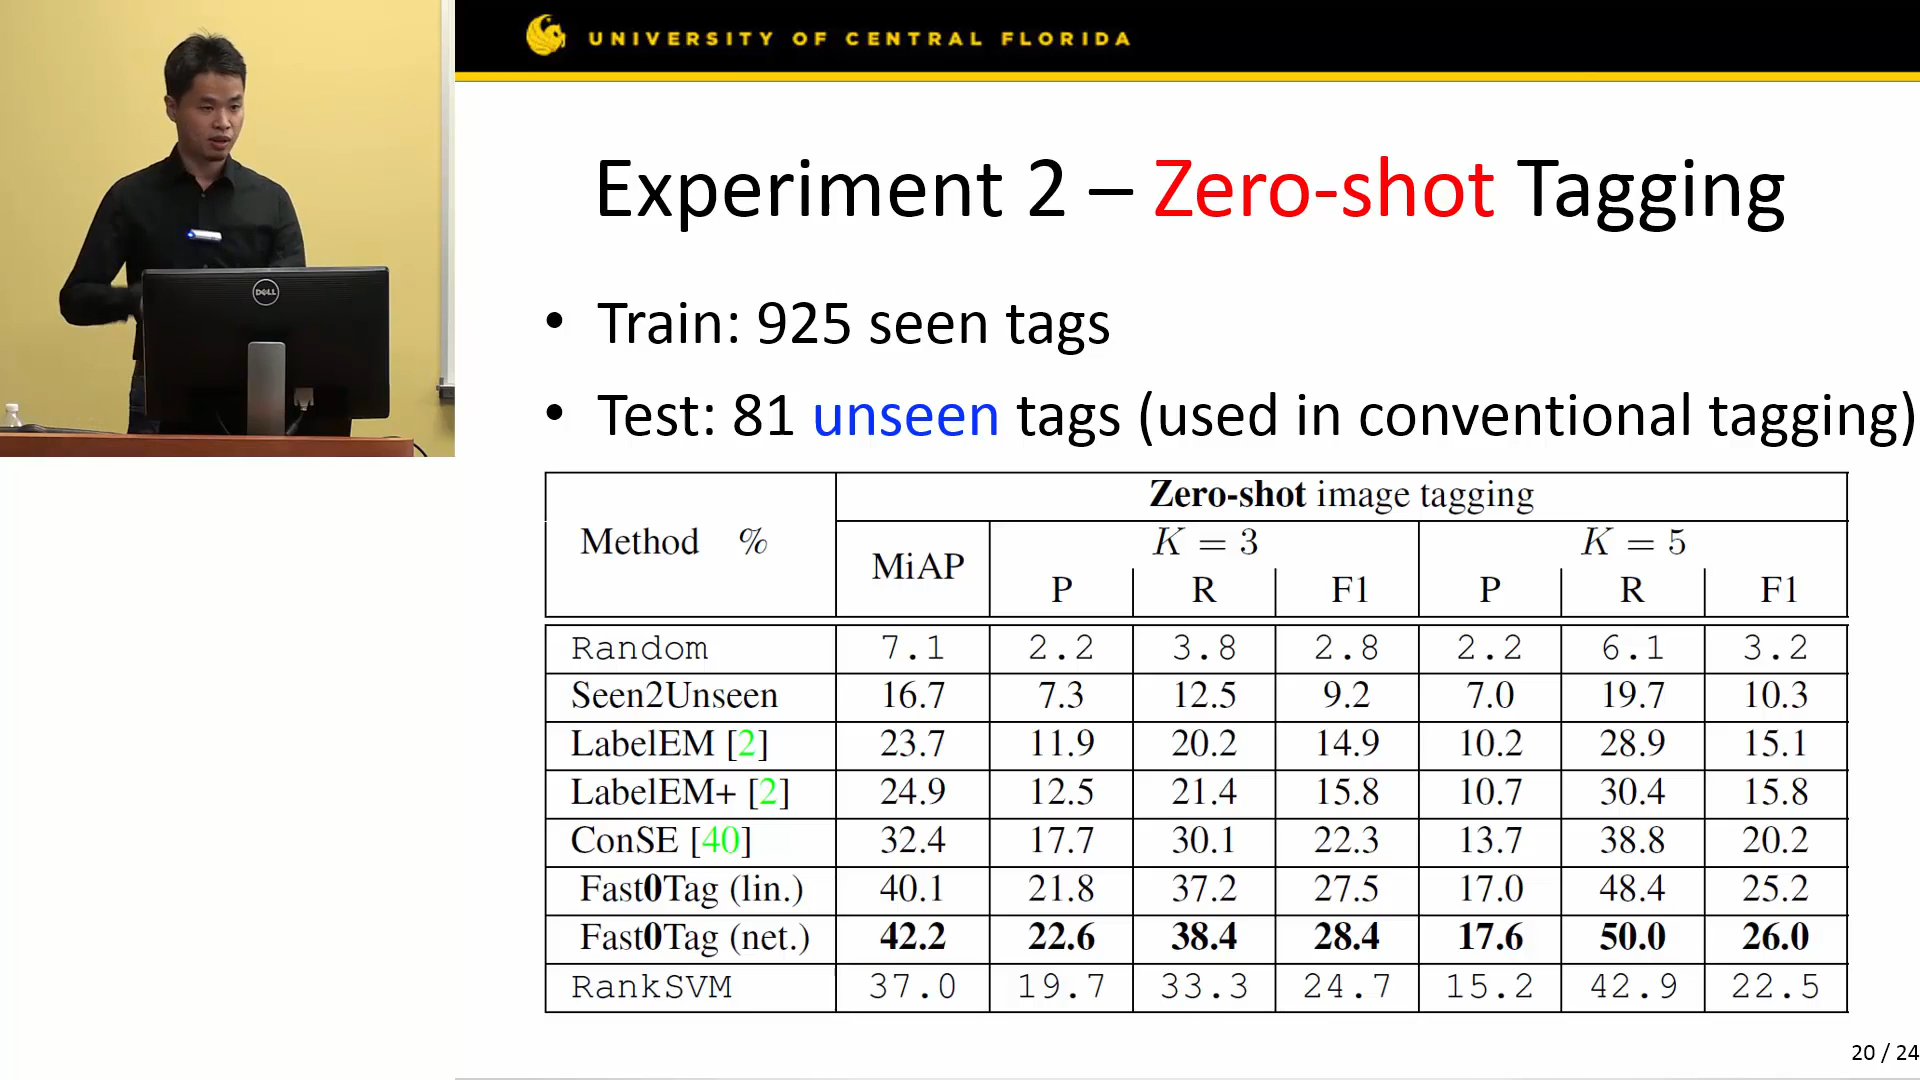 UNIVERSITY OF CENTRAL FLORIDA
Experiment 2 – Zero-shot Tagging
• Train: 925 seen tags
• Test: 81 unseen tags (used in conventional tagging)
Method % Zero-shot image tagging
MiAP K = 3 K = 5
P R F1 P R F1
Random 7.1 2.2 3.8 2.8 2.2 6.1 3.2
Seen2Unseen 16.7 7.3 12.5 9.2 7.0 19.7 10.3
LabelEM [2] 23.7 11.9 20.2 14.9 10.2 28.9 15.1
LabelEM+ [2] 24.9 12.5 21.4 15.8 10.7 30.4 15.8
ConSE [40] 32.4 17.7 30.1 22.3 13.7 38.8 20.2
Fast0Tag (lin.) 40.1 21.8 37.2 27.5 17.0 48.4 25.2
Fast0Tag (net.) 42.2 22.6 38.4 28.4 17.6 50.0 26.0
RankSVM 37.0 19.7 33.3 24.7 15.2 42.9 22.5
20 / 24
DELL